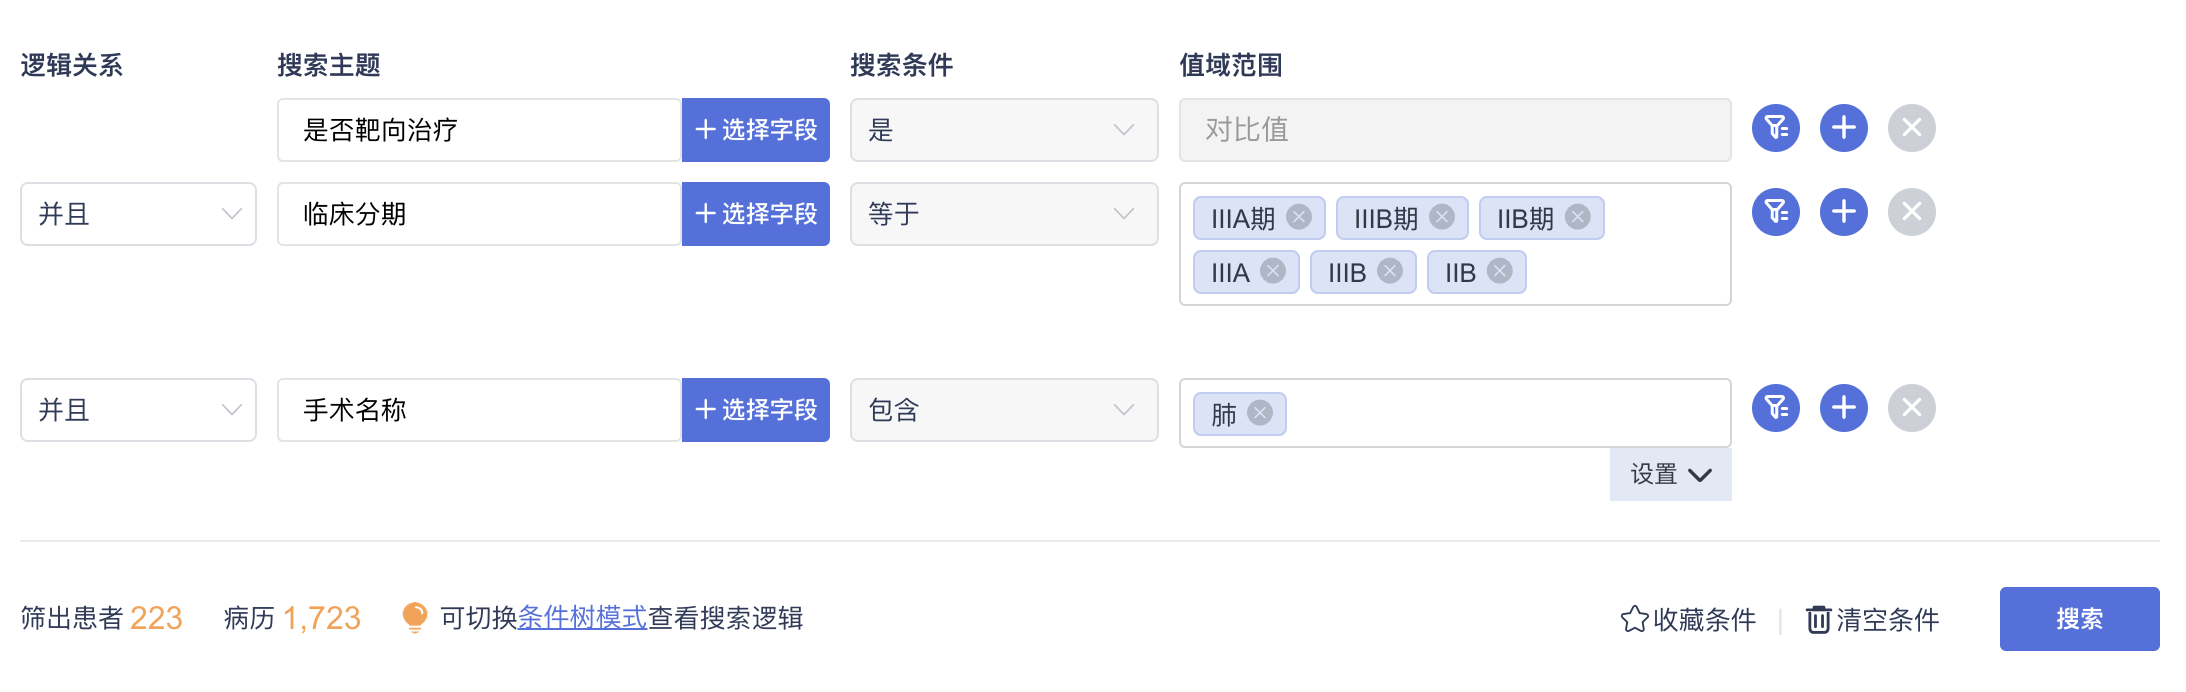 逻辑关系 搜索主题 搜索条件 值域范围
是否靶向治疗 选择字段 是 对比值
并且 临床分期 选择字段 等于 IIIA期 IIIB期 IIB期
IIIA IIIB IIB
并且 手术名称 选择字段 包含 肺
设置
筛出患者 223 病历 1,723 可切换条件树模式查看搜索逻辑 收藏条件 清空条件 搜索